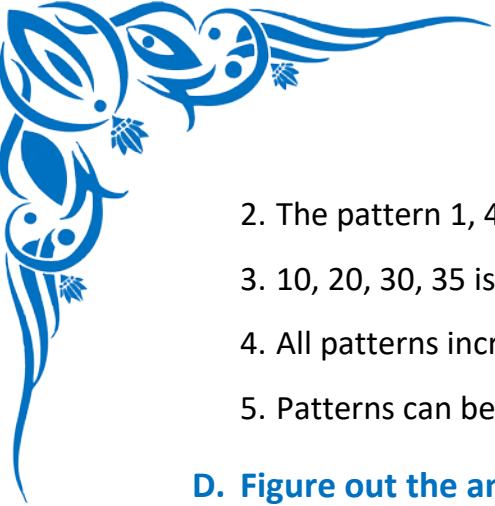 2. The pattern 1, 4
3. 10, 20, 30, 35 is
4. All patterns incr
5. Patterns can be
D. Figure out the ar